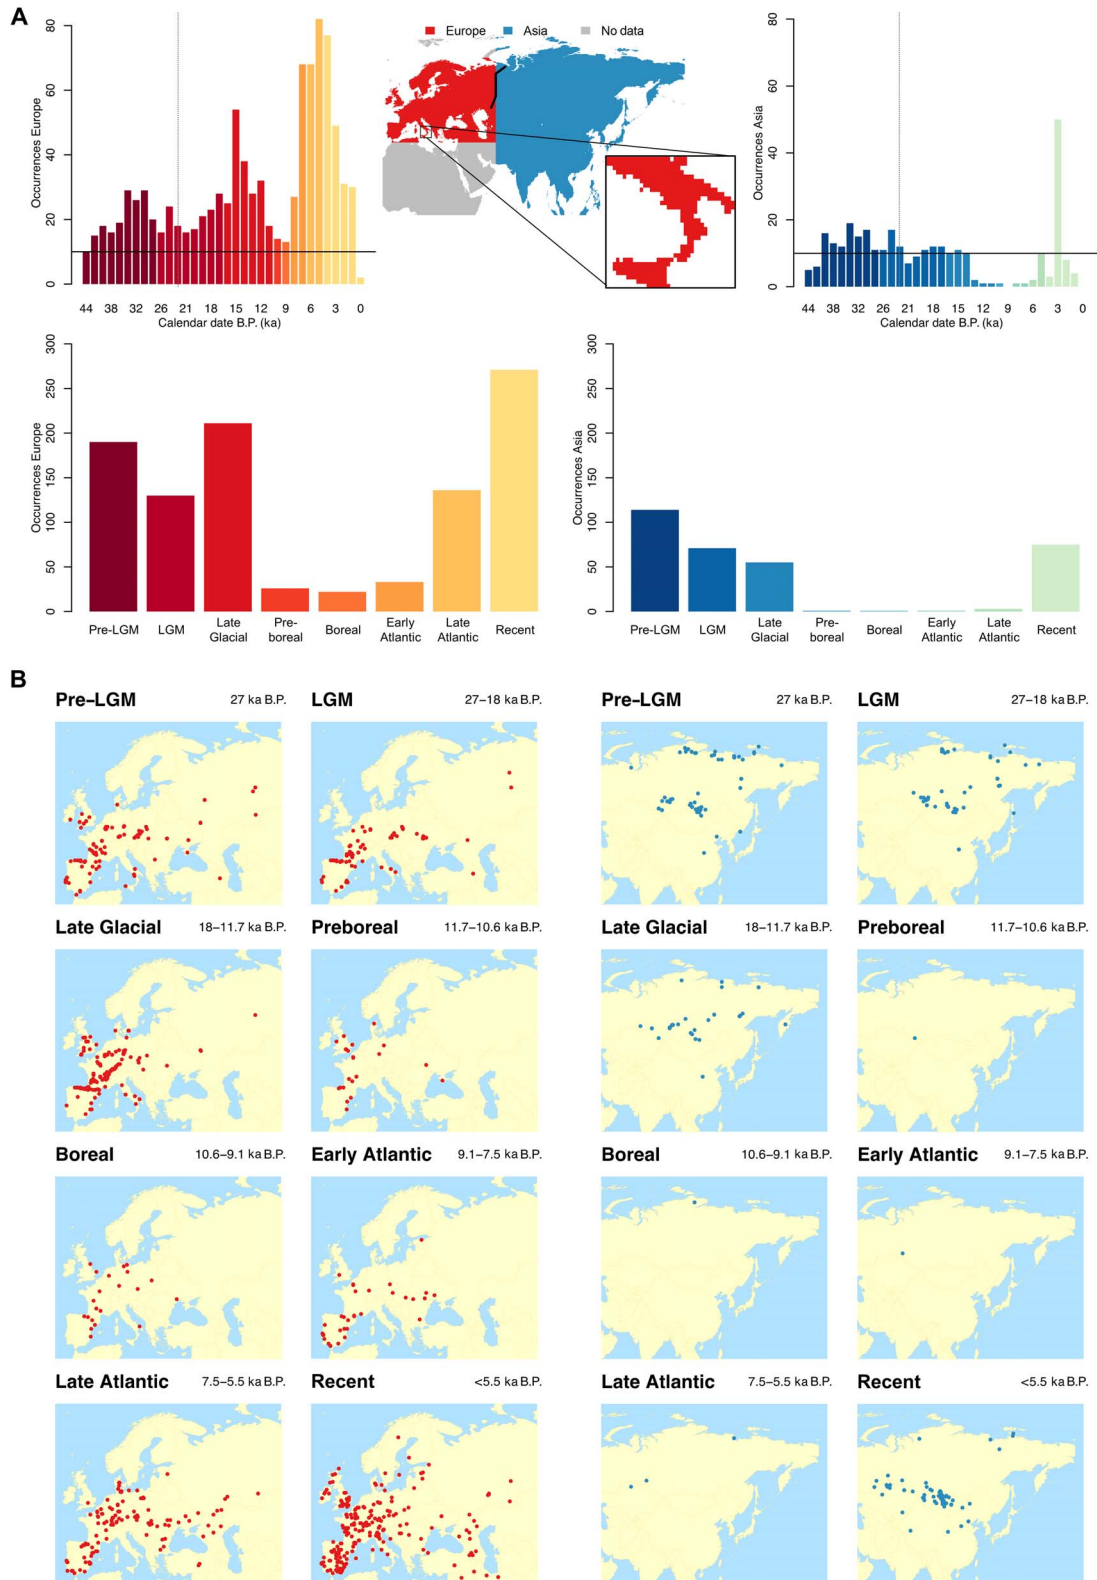 A
Europe Asia No data
Occurrences Europe
0 20 40 60 80
44 38 32 26 21 18 15 12 9 6 3 0
Calendar date B.P. (ka)
Occurrences Asia
0 20 40 60 80
44 38 32 26 21 18 15 12 9 6 3 0
Calendar date B.P. (ka)
Occurrences Europe
0 50 100 150 200 250 300
Pre-LGM LGM Late Glacial Pre-boreal Boreal Early Atlantic Late Atlantic Recent
Occurrences Asia
0 50 100 150 200 250 300
Pre-LGM LGM Late Glacial Pre-boreal Boreal Early Atlantic Late Atlantic Recent
B
Pre–LGM 27 ka B.P. LGM 27–18 ka B.P. Pre–LGM 27 ka B.P. LGM 27–18 ka B.P.
Late Glacial 18–11.7 ka B.P. Preboreal 11.7–10.6 ka B.P. Late Glacial 18–11.7 ka B.P. Preboreal 11.7–10.6 ka B.P.
Boreal 10.6–9.1 ka B.P. Early Atlantic 9.1–7.5 ka B.P. Boreal 10.6–9.1 ka B.P. Early Atlantic 9.1–7.5 ka B.P.
Late Atlantic 7.5–5.5 ka B.P. Recent <5.5 ka B.P. Late Atlantic 7.5–5.5 ka B.P. Recent <5.5 ka B.P.